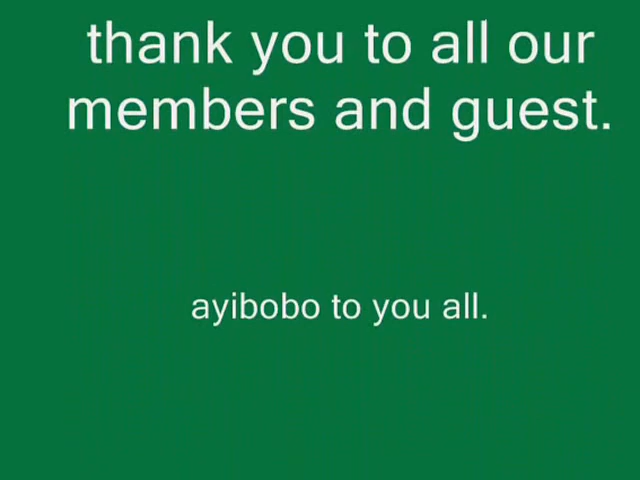 thank you to all our
members and guest.
ayibobo to you all.